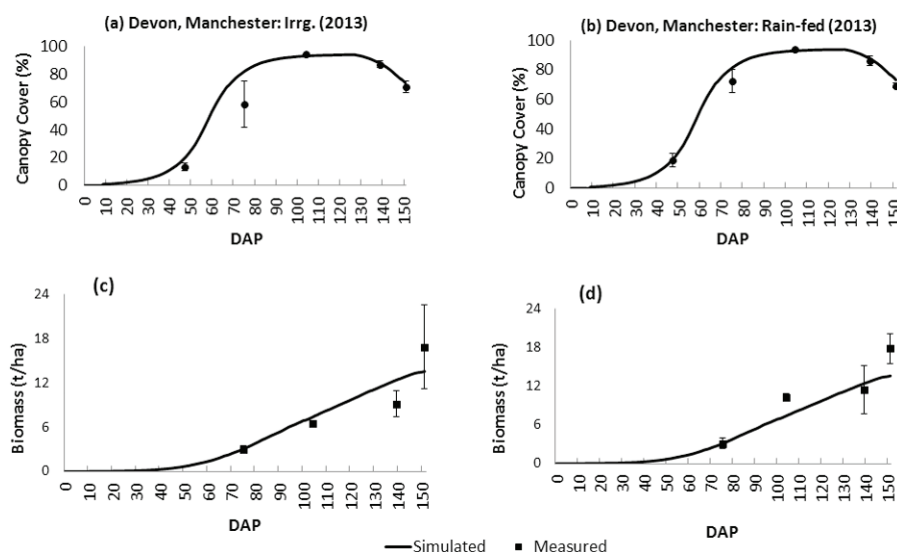 (a) Devon, Manchester: Irrg. (2013)
Canopy Cover (%)
100
80
60
40
20
0
0 10 20 30 40 50 60 70 80 90 100 110 120 130 140 150
DAP
(b) Devon, Manchester: Rain-fed (2013)
Canopy Cover (%)
100
80
60
40
20
0
0 10 20 30 40 50 60 70 80 90 100 110 120 130 140 150
DAP
(c)
Biomass (t/ha)
24
18
12
6
0
0 10 20 30 40 50 60 70 80 90 100 110 120 130 140 150
DAP
(d)
Biomass (t/ha)
24
18
12
6
0
0 10 20 30 40 50 60 70 80 90 100 110 120 130 140 150
DAP
Simulated Measured